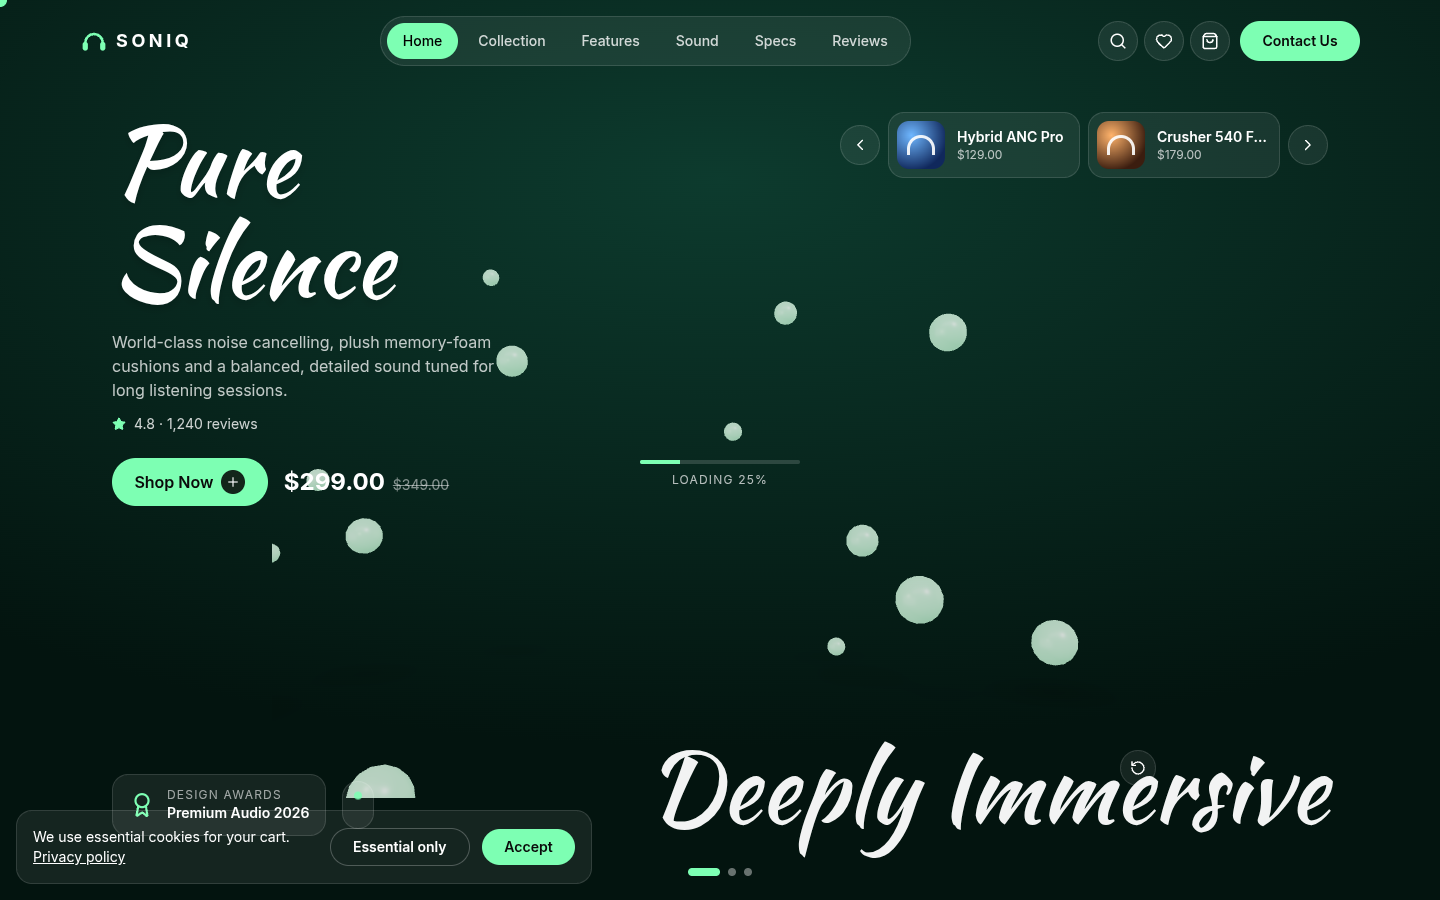 SONIQ
Home Collection Features Sound Specs Reviews
Contact Us
Pure
Silence
Hybrid ANC Pro
$129.00
Crusher 540 F...
$179.00
World-class noise cancelling, plush memory-foam
cushions and a balanced, detailed sound tuned for
long listening sessions.
4.8 · 1,240 reviews
Shop Now
$299.00 $349.00
LOADING 25%
Deeply Immersive
DESIGN AWARDS
Premium Audio 2026
We use essential cookies for your cart.
Privacy policy
Essential only
Accept